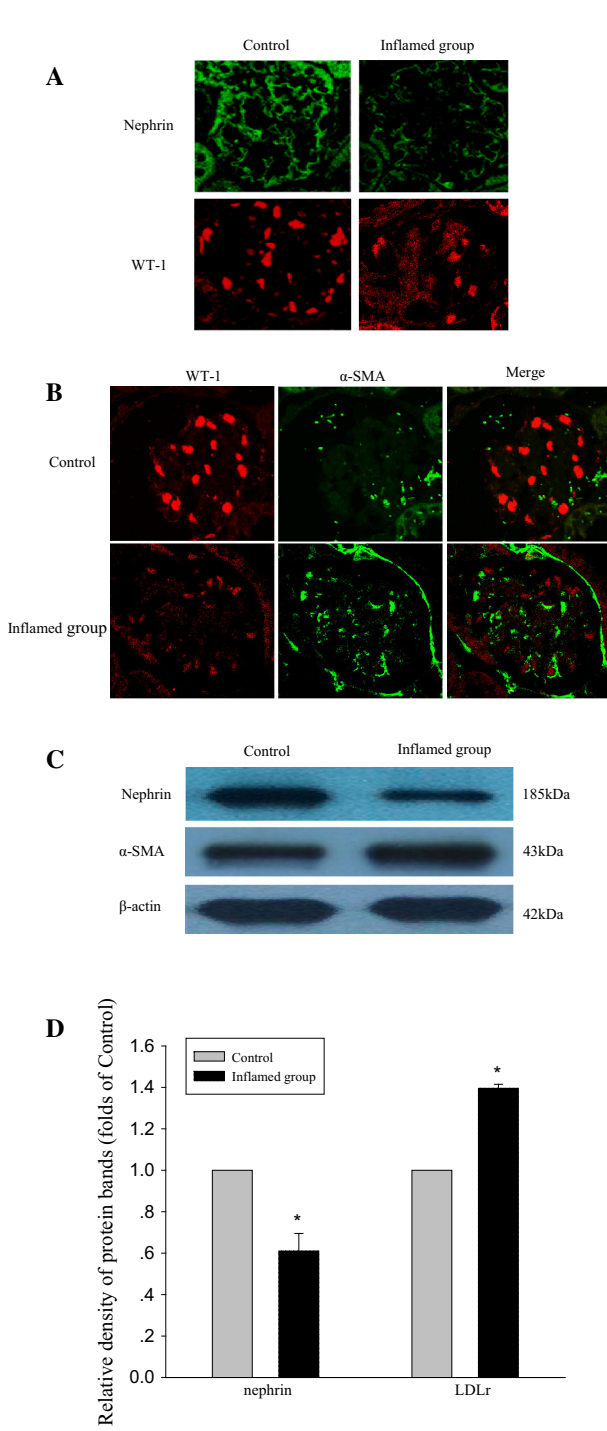 Control Inflamed group
A
Nephrin
WT-1
WT-1 α-SMA Merge
B
Control
Inflamed group
Control Inflamed group
C
Nephrin 185kDa
α-SMA 43kDa
β-actin 42kDa
D
Relative density of protein bands (folds of Control)
1.6
1.4
1.2
1.0
.8
.6
.4
.2
0.0
Control
Inflamed group
*
*
nephrin LDLr